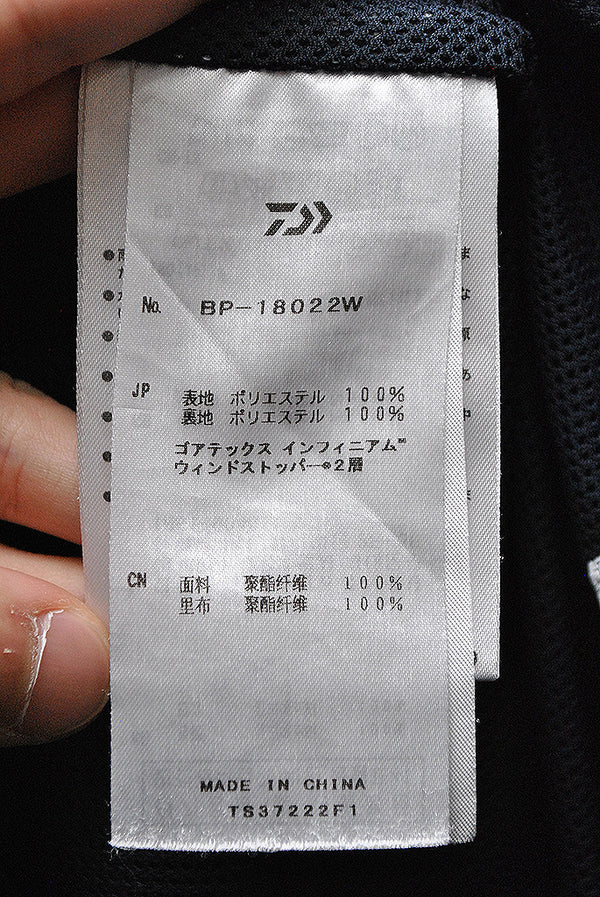 No. BP-18022W
JP 表地 ポリエステル 100%
裏地 ポリエステル 100%
ゴアテックス インフィニアム™
ウィンドストッパー®2層
CN 面料 聚酯纤维 100%
里布 聚酯纤维 100%
MADE IN CHINA
TS37222F1